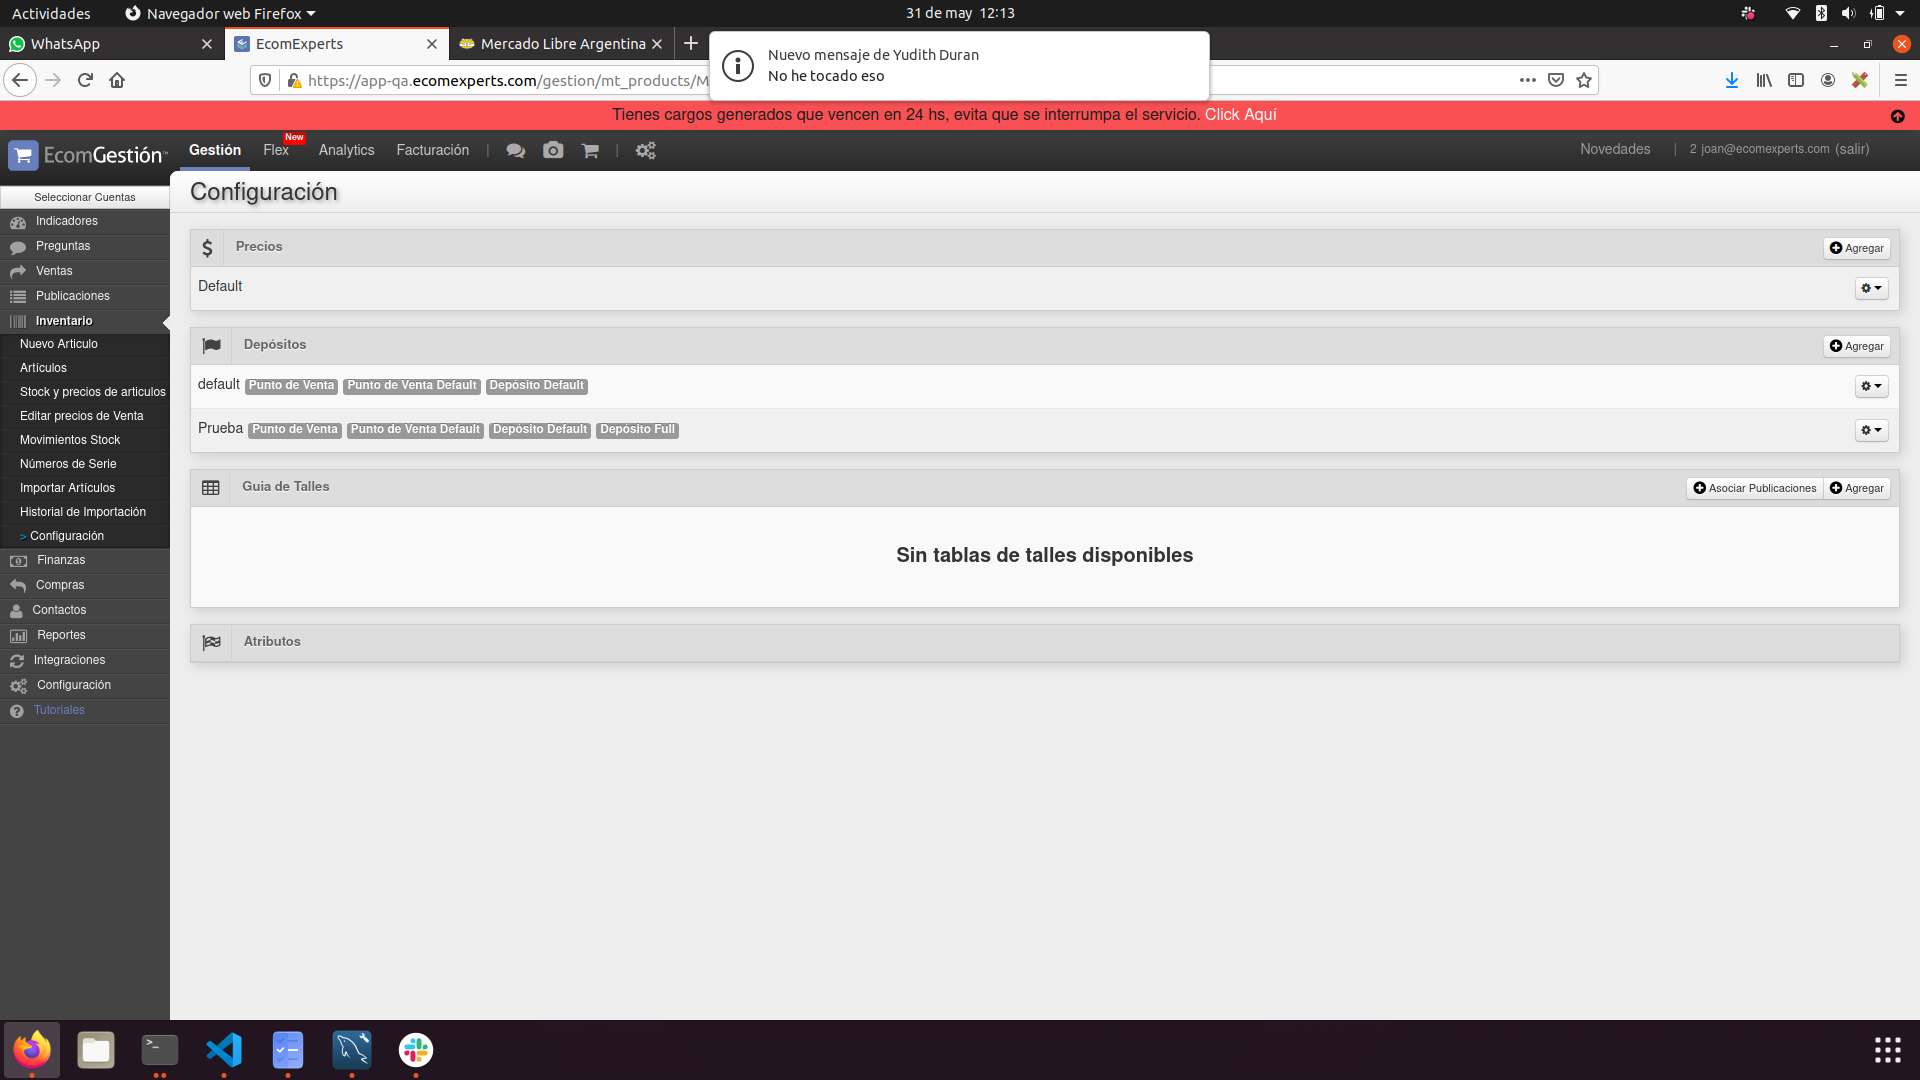 Actividades
Navegador web Firefox
31 de may 12:13
WhatsApp
EcomExperts
Mercado Libre Argentina
Nuevo mensaje de Yudith Duran
No he tocado eso
https://app-qa.ecomexperts.com/gestion/mt_products/M
Tienes cargos generados que vencen en 24 hs, evita que se interrumpa el servicio. Click Aquí
EcomGestión
Gestión
Flex
New
Analytics
Facturación
Novedades
2 joan@ecomexperts.com (salir)
Seleccionar Cuentas
Indicadores
Preguntas
Ventas
Publicaciones
Inventario
Nuevo Articulo
Artículos
Stock y precios de articulos
Editar precios de Venta
Movimientos Stock
Números de Serie
Importar Artículos
Historial de Importación
> Configuración
Finanzas
Compras
Contactos
Reportes
Integraciones
Configuración
Tutoriales
Configuración
Precios
Agregar
Default
Depósitos
Agregar
default Punto de Venta Punto de Venta Default Depósito Default
Prueba Punto de Venta Punto de Venta Default Depósito Default Depósito Full
Guia de Talles
Asociar Publicaciones
Agregar
Sin tablas de talles disponibles
Atributos